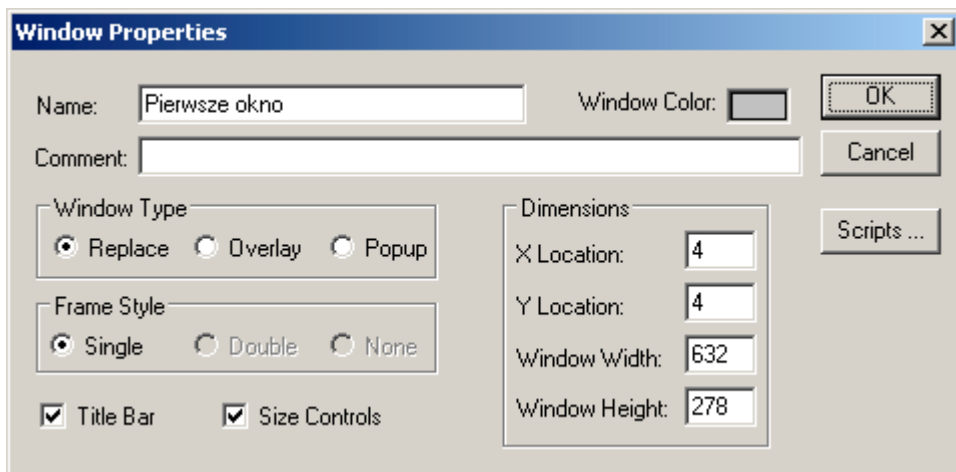 Window Properties
Name: Pierwsze okno Window Color: OK
Comment: Cancel
Window Type Dimensions
Replace Overlay Popup X Location: 4 Scripts ...
Frame Style Y Location: 4
Single Double None Window Width: 632
Title Bar Size Controls Window Height: 278